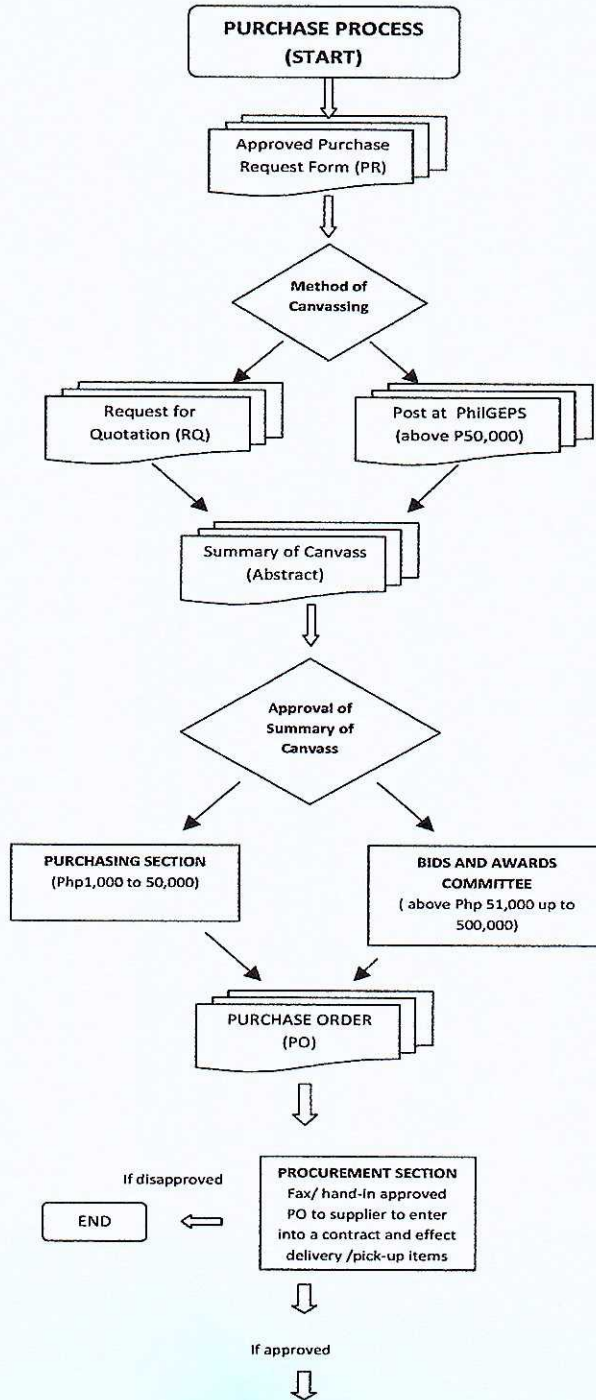 PURCHASE PROCESS
(START)
Approved Purchase
Request Form (PR)
Method of
Canvassing
Request for
Quotation (RQ)
Post at PhilGEPS
(above P50,000)
Summary of Canvass
(Abstract)
Approval of
Summary of
Canvass
PURCHASING SECTION
(Php1,000 to 50,000)
BIDS AND AWARDS
COMMITTEE
( above Php 51,000 up to
500,000)
PURCHASE ORDER
(PO)
If disapproved
END
PROCUREMENT SECTION
Fax/ hand-in approved
PO to supplier to enter
into a contract and effect
delivery /pick-up items
If approved